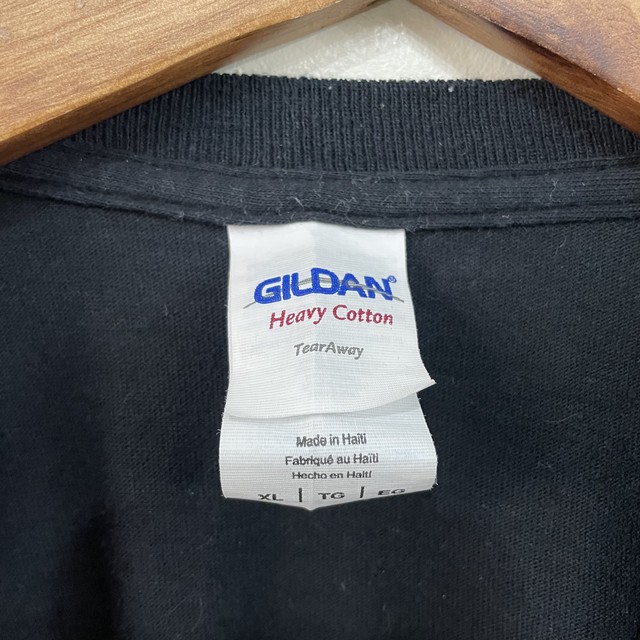 GILDAN®
Heavy Cotton
TearAway
Made in Haiti
Fabriqué au Haïti
Hecho en Haití
XL | TG | EG